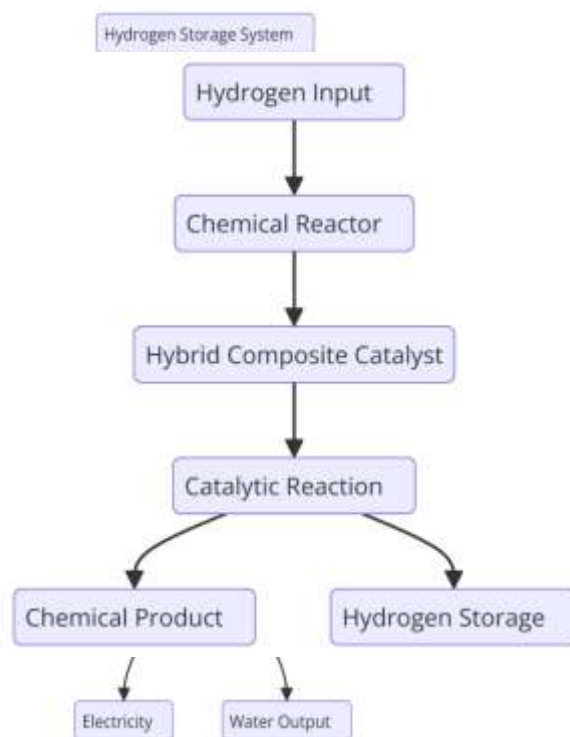 Hydrogen Storage System
Hydrogen Input
Chemical Reactor
Hybrid Composite Catalyst
Catalytic Reaction
Chemical Product
Hydrogen Storage
Electricity
Water Output